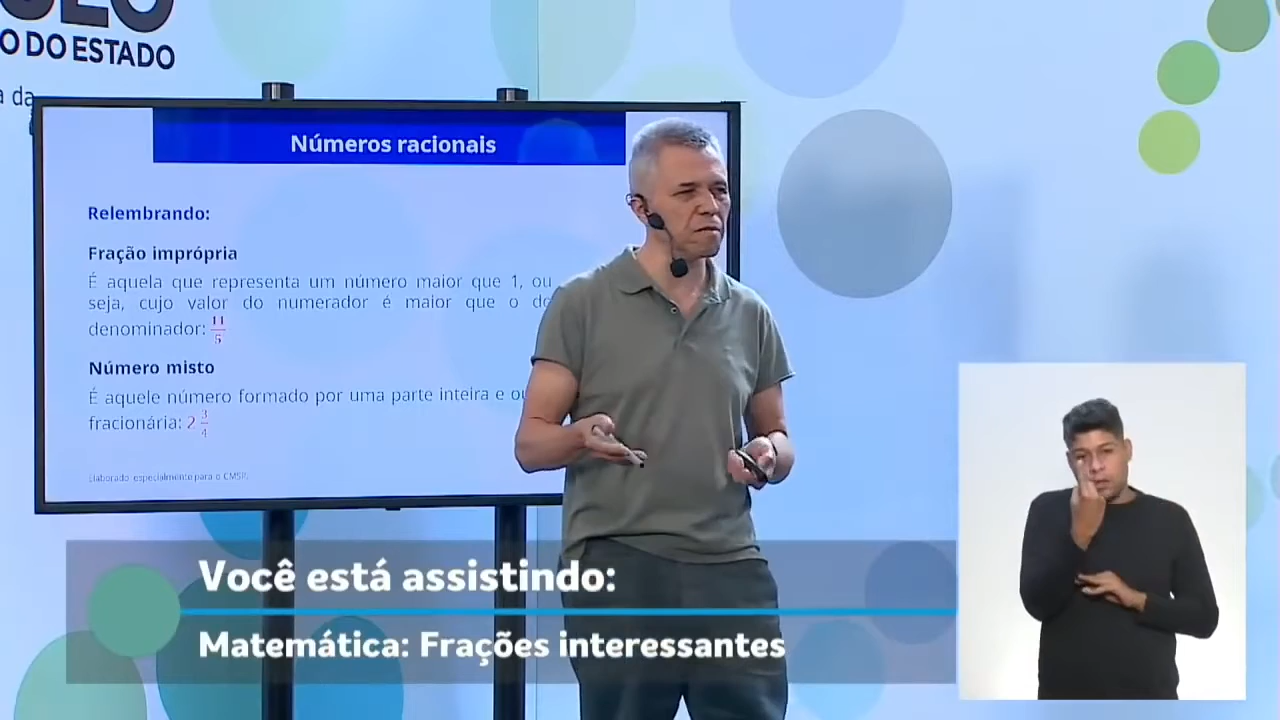 O DO ESTADO
a da
Números racionais
Relembrando:
Fração imprópria
É aquela que representa um número maior que 1, ou
seja, cujo valor do numerador é maior que o do
denominador: 11/5
Número misto
É aquele número formado por uma parte inteira e ou
fracionária: 2 3/4
Elaborado especialmente para o CMSP.
Você está assistindo:
Matemática: Frações interessantes